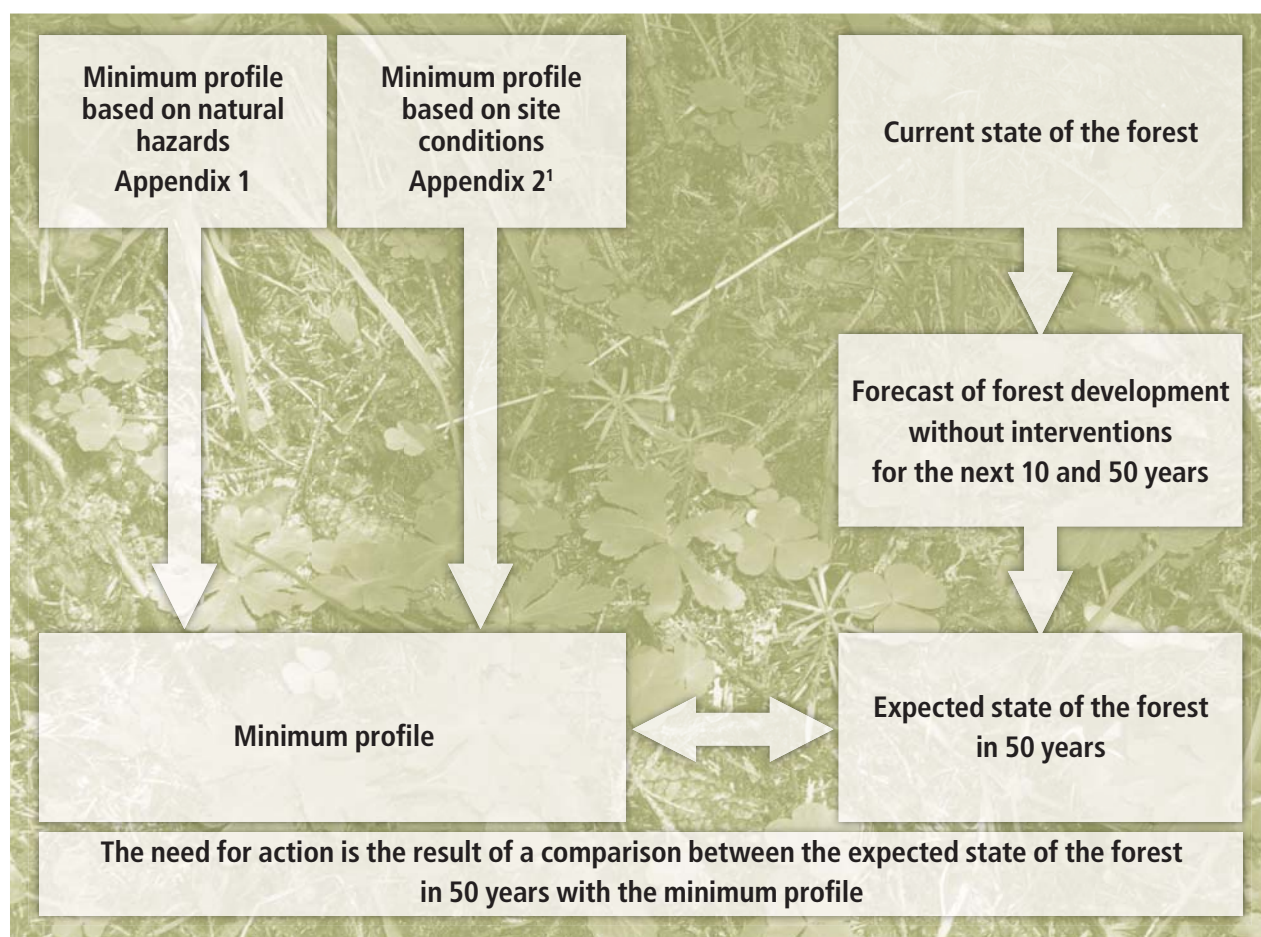 Minimum profile
based on natural
hazards
Appendix 1
Minimum profile
based on site
conditions
Appendix 2¹
Current state of the forest
Forecast of forest development
without interventions
for the next 10 and 50 years
Minimum profile
Expected state of the forest
in 50 years
The need for action is the result of a comparison between the expected state of the forest
in 50 years with the minimum profile